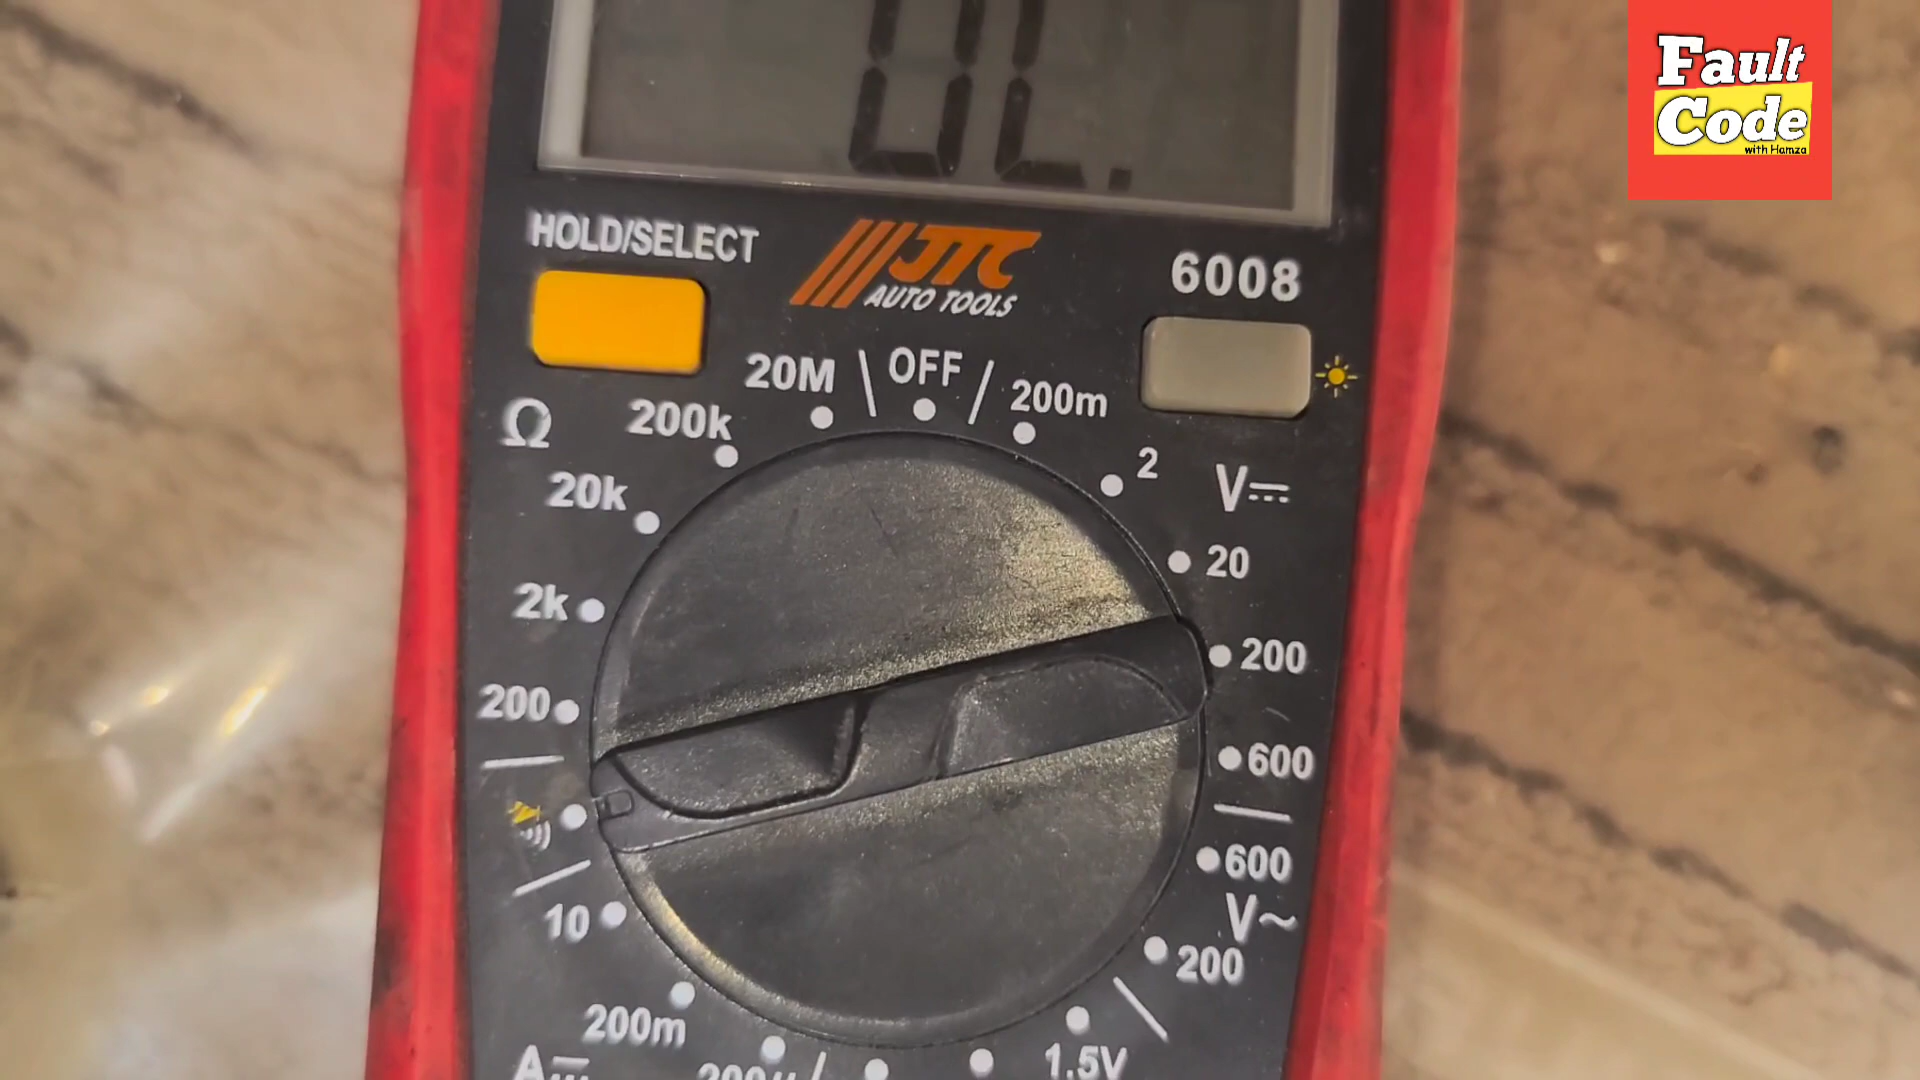 OL.
HOLD/SELECT
JTC
AUTO TOOLS
6008
20M
OFF
200m
200k
Ω
2
V
20k
20
2k
200
200
600
600
10
V~
200
200m
1.5V
A
200μ
Fault
Code
with Hamza